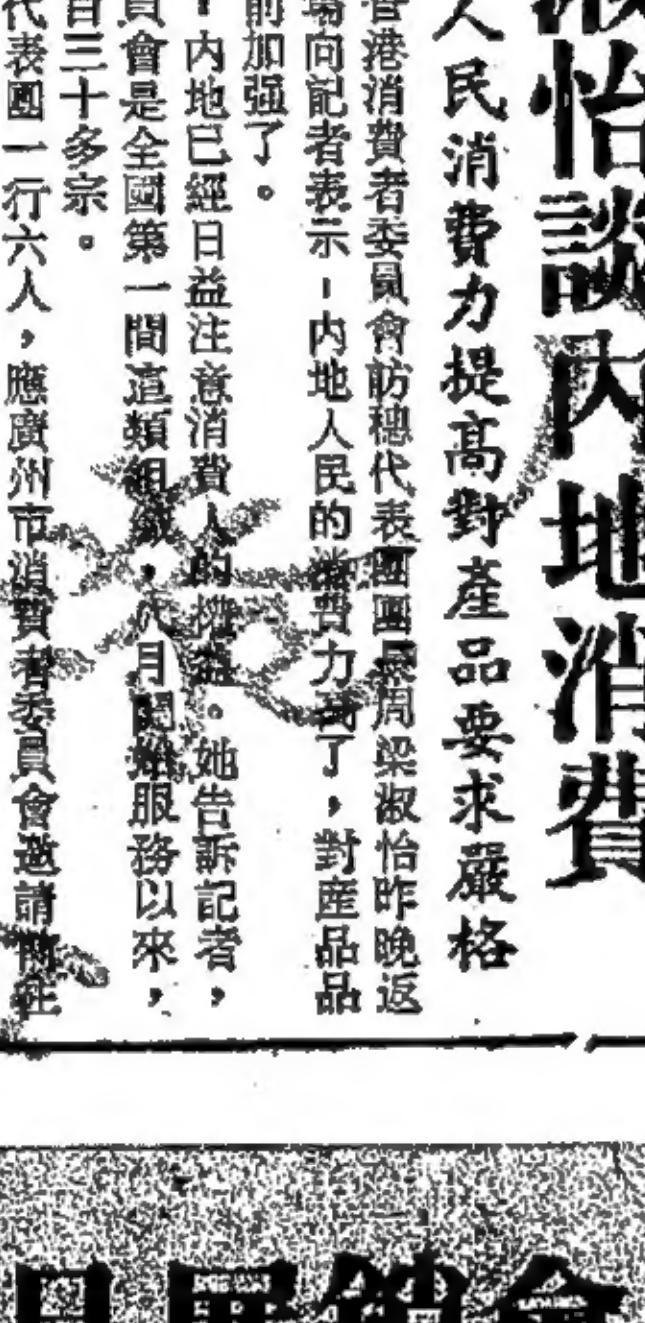 淑怡談內地消費
人民消費力提高對產品要求嚴格
香港消費者委員會訪穗代表團團長周梁淑怡昨晚返
場向記者表示，內地人民的消費力高了，對産品品
前加强了。
，內地已經日益注意消費人的權益。她告訴記者，
員會是全國第一間這類組織，八月開始服務以來，
百三十多宗。
代表團一行六人，應廣州市消費者委員會邀請前往
會銷展